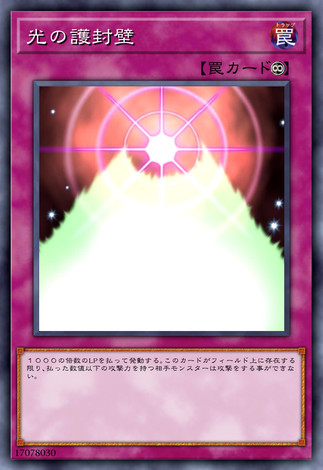 光の護封壁
トラップ
罠
【罠カード♾】
１０００の倍数のLPを払って発動する。このカードがフィールド上に存在する
限り、払った数値以下の攻撃力を持つ相手モンスターは攻撃をする事ができな
い。
17078030